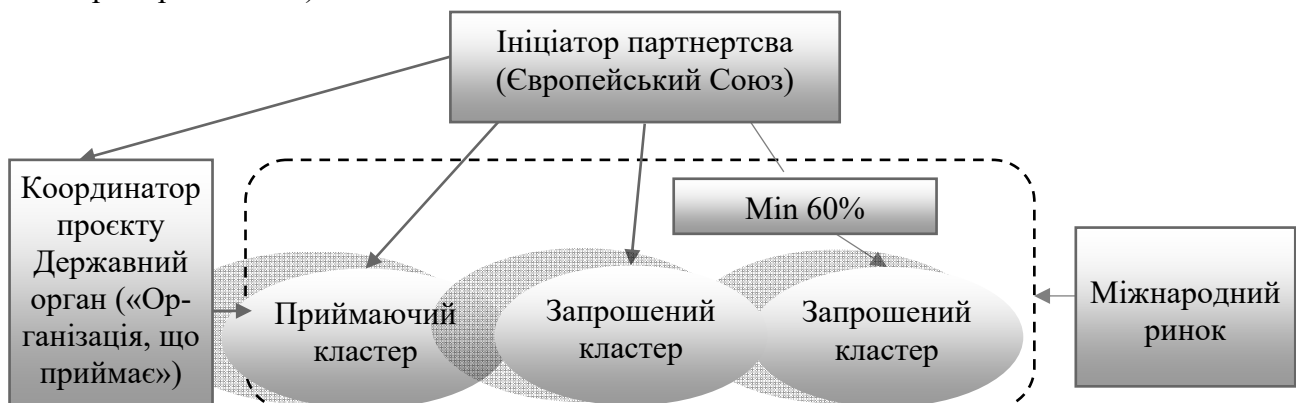 Ініціатор партнертсва
(Європейський Союз)
Координатор
проєкту
Державний
орган («Ор-
ганізація, що
приймає»)
Min 60%
Приймаючий
кластер
Запрошений
кластер
Запрошений
кластер
Міжнародний
ринок